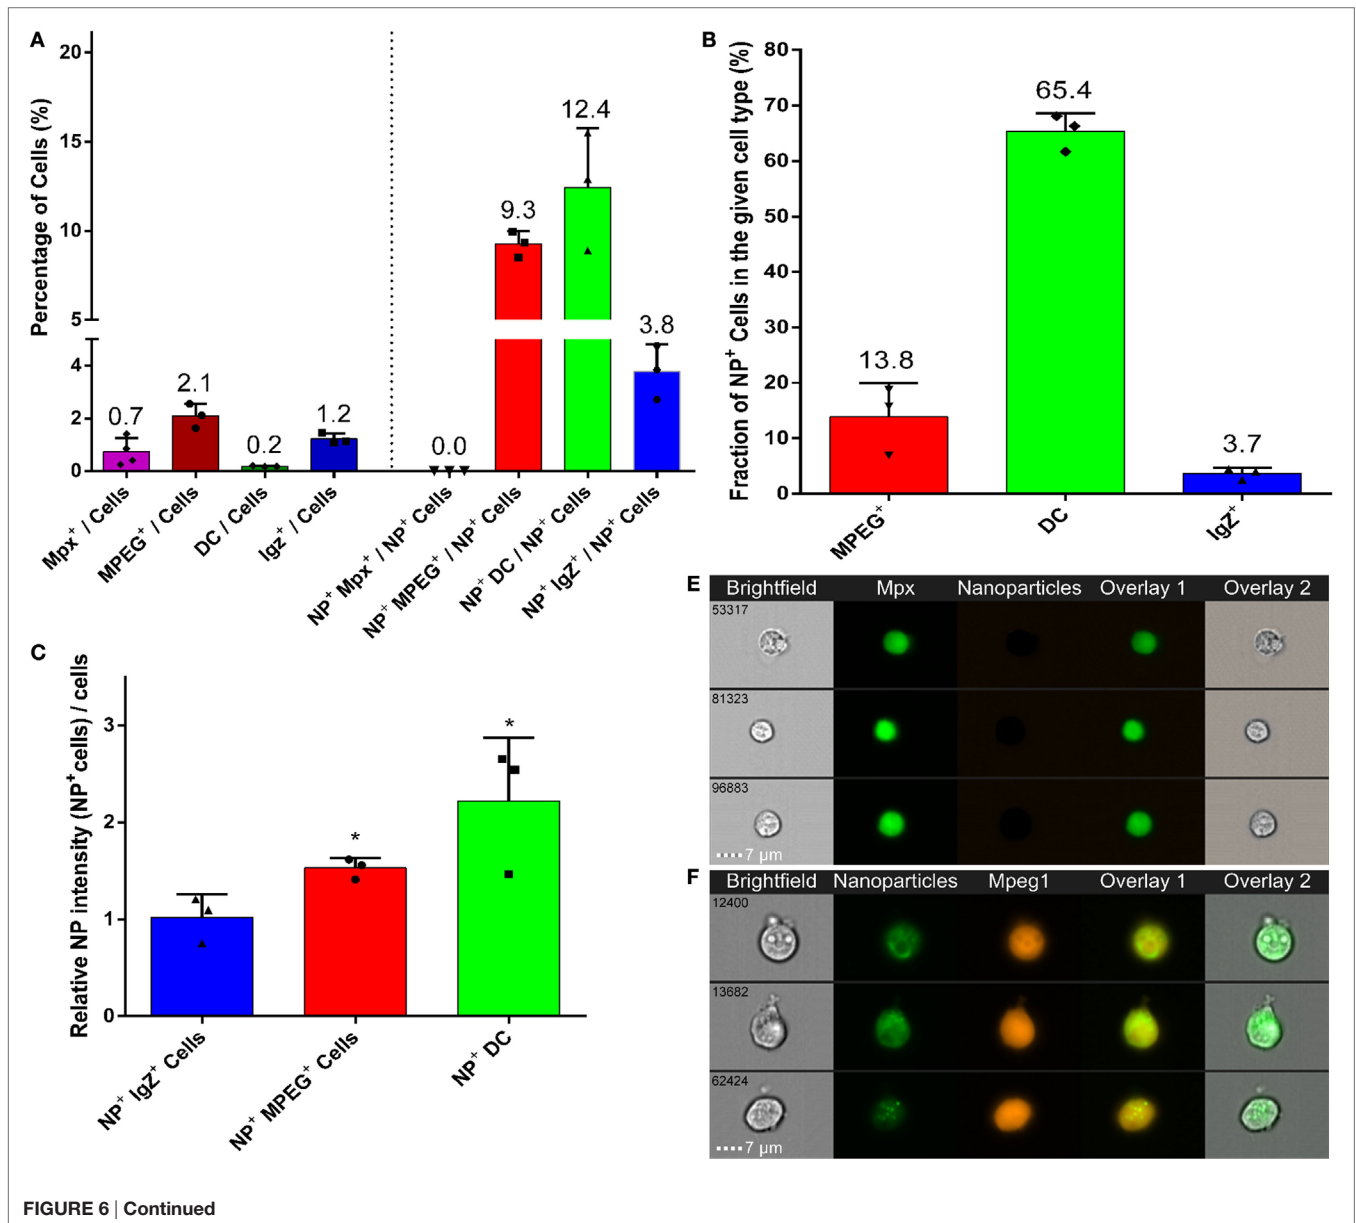 A
Percentage of Cells (%)
20
15
10
5
4
2
0
0.7
2.1
0.2
1.2
0.0
9.3
12.4
3.8
Mpx+ / Cells
MPEG+ / Cells
DC / Cells
Igz+ / Cells
NP+ Mpx+ / NP+ Cells
NP+ MPEG+ / NP+ Cells
NP+ DC / NP+ Cells
NP+ IgZ+ / NP+ Cells
B
Fraction of NP+ Cells in the given cell type (%)
80
70
60
50
40
30
20
10
0
13.8
65.4
3.7
MPEG+
DC
IgZ+
C
Relative NP intensity (NP+cells) / cells
3
2
1
0
*
*
NP+ IgZ+ Cells
NP+ MPEG+ Cells
NP+ DC
E
Brightfield Mpx Nanoparticles Overlay 1 Overlay 2
53317
81323
96883
7 µm
F
Brightfield Nanoparticles Mpeg1 Overlay 1 Overlay 2
12400
13682
62424
7 µm
FIGURE 6 | Continued